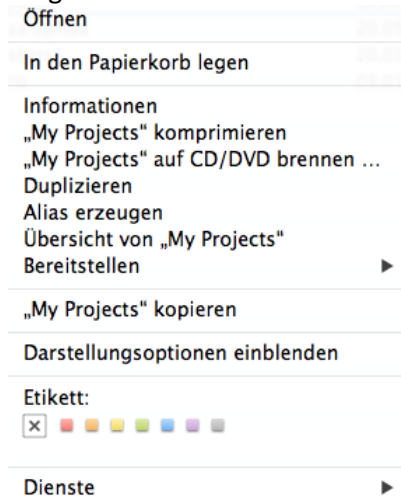 Öffnen
In den Papierkorb legen
Informationen
„My Projects“ komprimieren
„My Projects“ auf CD/DVD brennen ...
Duplizieren
Alias erzeugen
Übersicht von „My Projects“
Bereitstellen
„My Projects“ kopieren
Darstellungsoptionen einblenden
Etikett:
Dienste